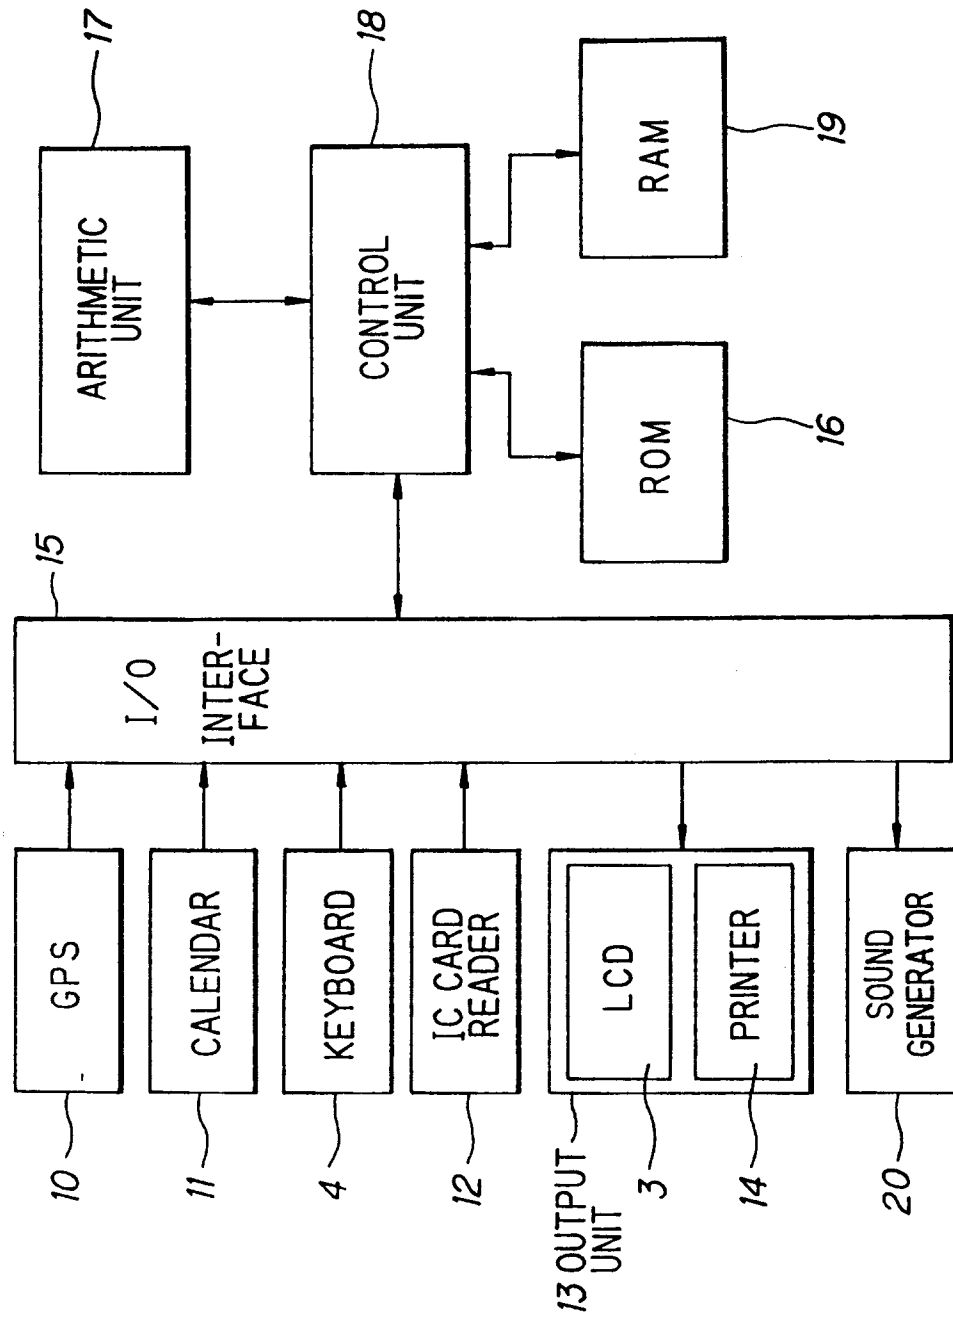 10
GPS
11
CALENDAR
4
KEYBOARD
12
IC CARD
READER
13 OUTPUT
UNIT
3
LCD
14
PRINTER
20
SOUND
GENERATOR
15
I/O
INTER-
FACE
17
ARITHMETIC
UNIT
18
CONTROL
UNIT
16
ROM
19
RAM